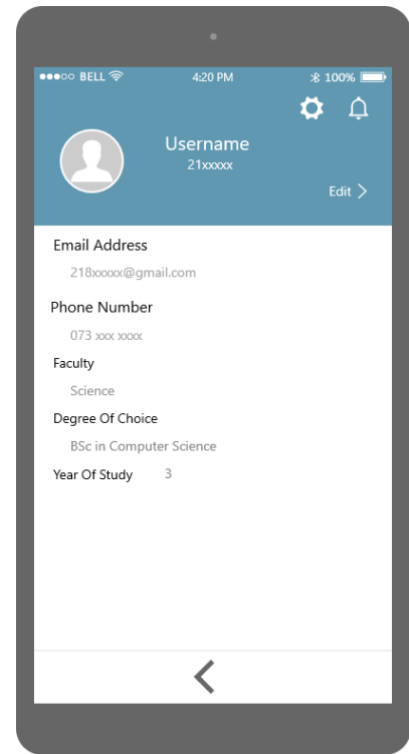 ●●●○○ BELL 4:20 PM 100%
Username
21xxxxx
Edit >
Email Address
218xxxxx@gmail.com
Phone Number
073 xxx xxxx
Faculty
Science
Degree Of Choice
BSc in Computer Science
Year Of Study 3